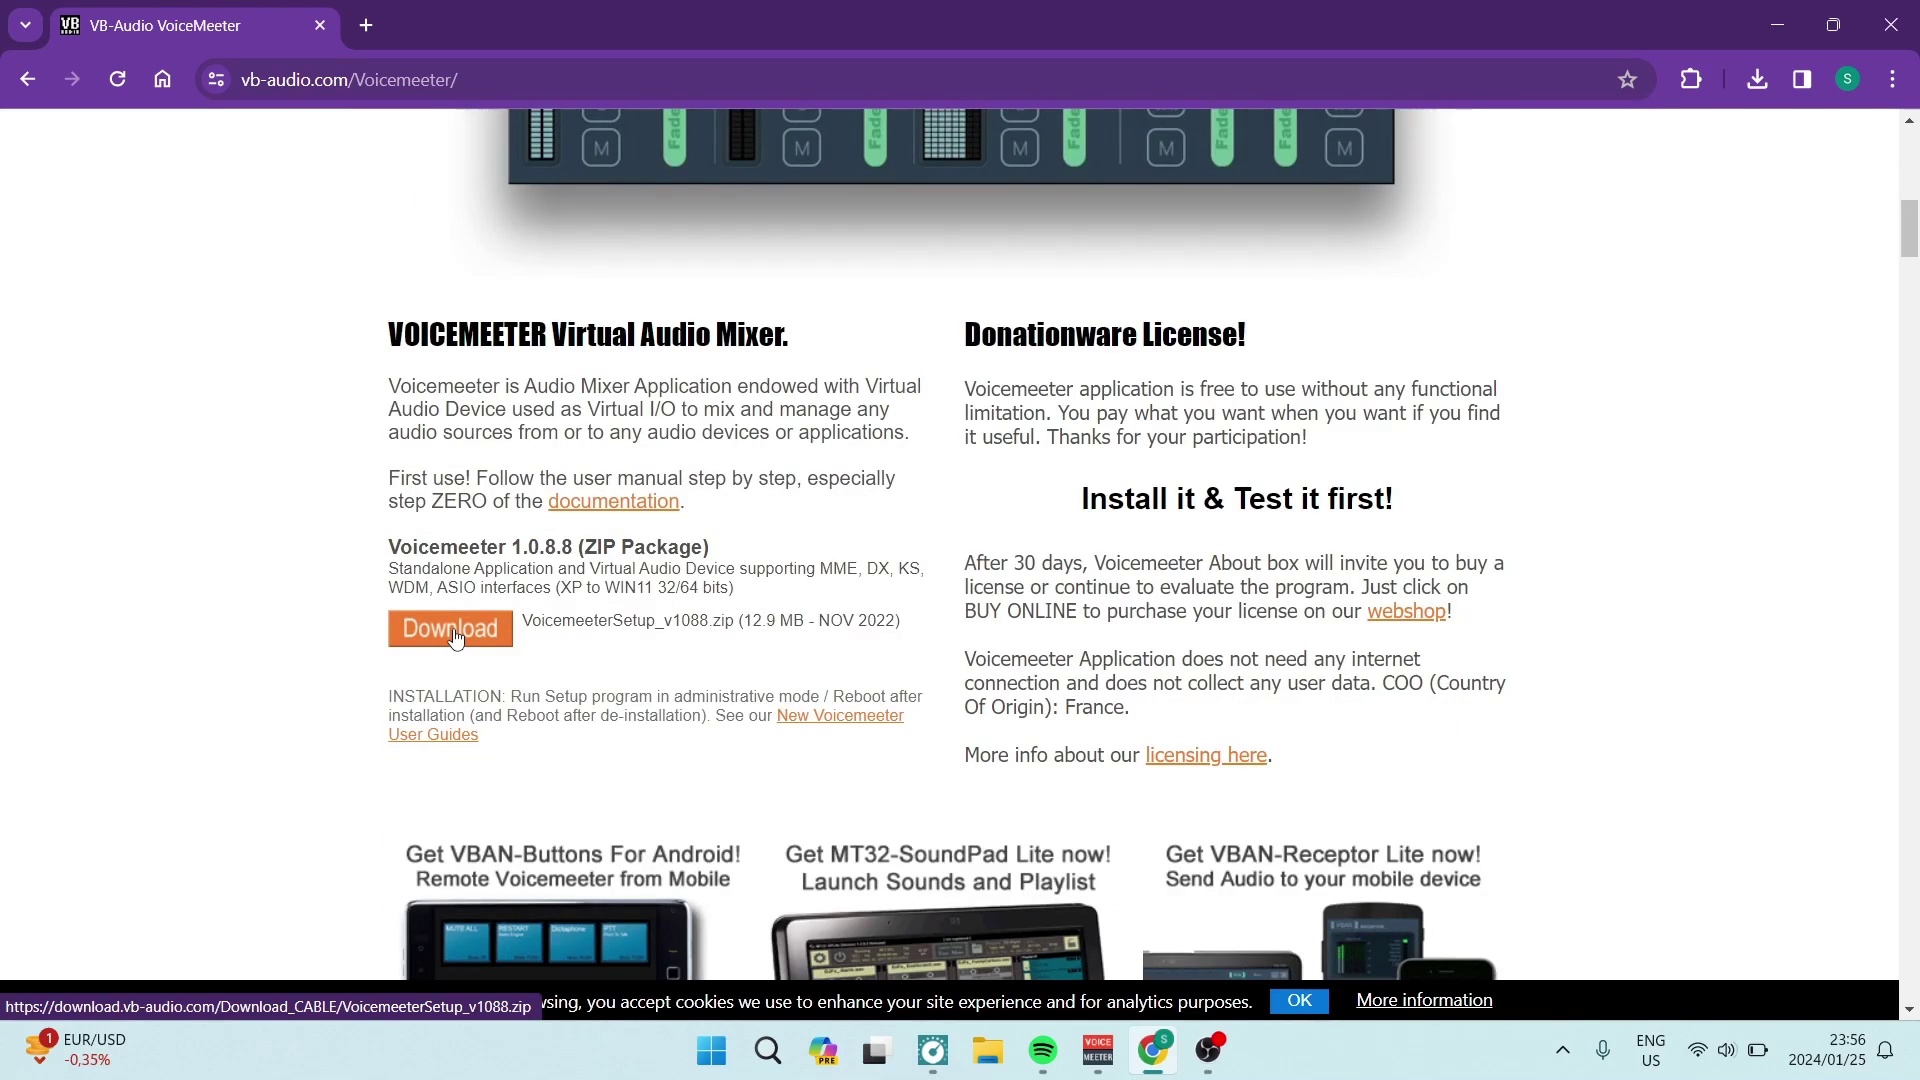 VB-Audio VoiceMeeter
vb-audio.com/Voicemeeter/
S
M M M M M
Fade Fade Fade Fade Fade
VOICEMEETER Virtual Audio Mixer.
Voicemeeter is Audio Mixer Application endowed with Virtual
Audio Device used as Virtual I/O to mix and manage any
audio sources from or to any audio devices or applications.
First use! Follow the user manual step by step, especially
step ZERO of the documentation.
Voicemeeter 1.0.8.8 (ZIP Package)
Standalone Application and Virtual Audio Device supporting MME, DX, KS,
WDM, ASIO interfaces (XP to WIN11 32/64 bits)
Download VoicemeeterSetup_v1088.zip (12.9 MB - NOV 2022)
INSTALLATION: Run Setup program in administrative mode / Reboot after
installation (and Reboot after de-installation). See our New Voicemeeter
User Guides
Donationware License!
Voicemeeter application is free to use without any functional
limitation. You pay what you want when you want if you find
it useful. Thanks for your participation!
Install it & Test it first!
After 30 days, Voicemeeter About box will invite you to buy a
license or continue to evaluate the program. Just click on
BUY ONLINE to purchase your license on our webshop!
Voicemeeter Application does not need any internet
connection and does not collect any user data. COO (Country
Of Origin): France.
More info about our licensing here.
Get VBAN-Buttons For Android!
Remote Voicemeeter from Mobile
MUTE ALL RESTART Dictaphone PTT
Get MT32-SoundPad Lite now!
Launch Sounds and Playlist
Get VBAN-Receptor Lite now!
Send Audio to your mobile device
https://download.vb-audio.com/Download_CABLE/VoicemeeterSetup_v1088.zip
wsing, you accept cookies we use to enhance your site experience and for analytics purposes. OK More information
1 EUR/USD
-0,35%
PRE
VOICE
MEETER
S
ENG
US
23:56
2024/01/25